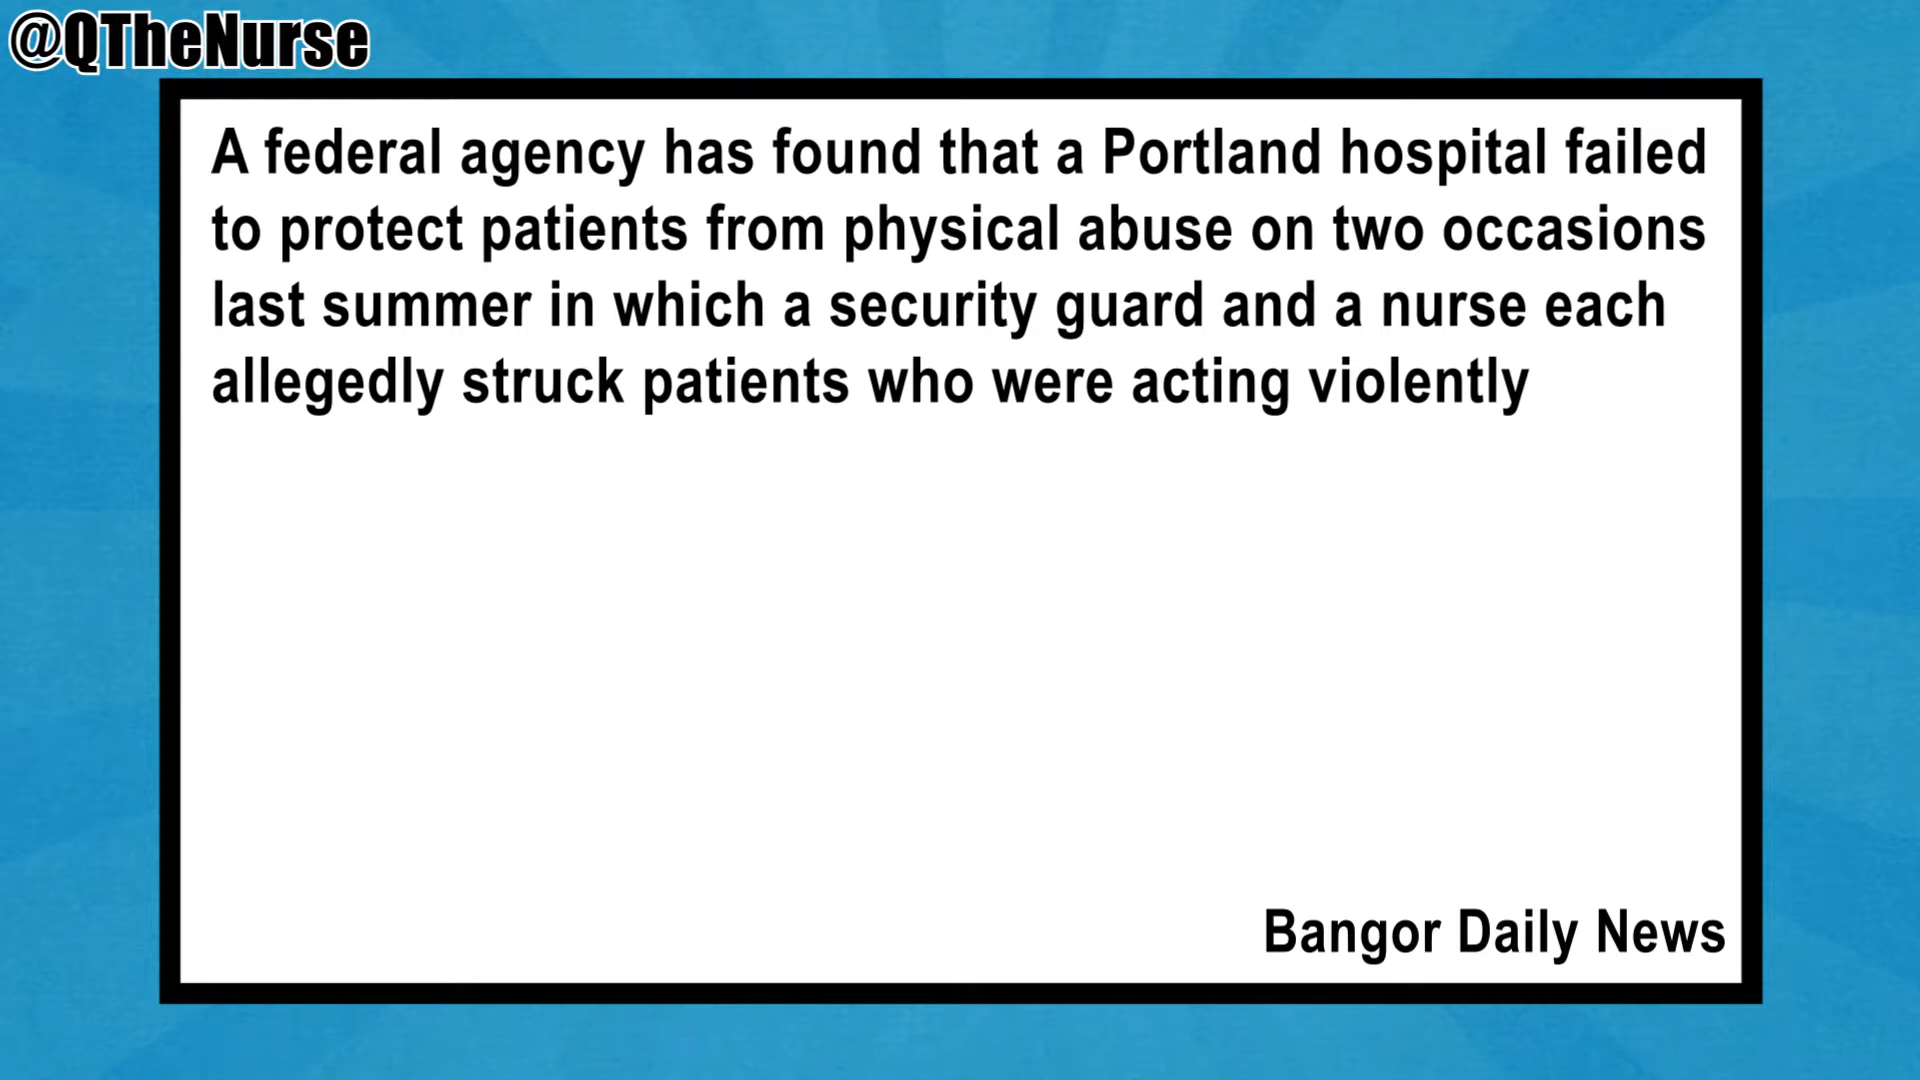 @QTheNurse
A federal agency has found that a Portland hospital failed
to protect patients from physical abuse on two occasions
last summer in which a security guard and a nurse each
allegedly struck patients who were acting violently
Bangor Daily News